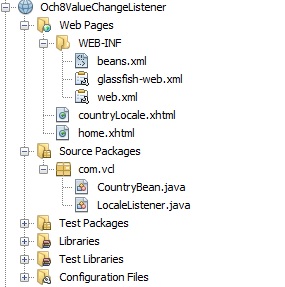 Och8ValueChangeListener
Web Pages
WEB-INF
beans.xml
glassfish-web.xml
web.xml
countryLocale.xhtml
home.xhtml
Source Packages
com.vcl
CountryBean.java
LocaleListener.java
Test Packages
Libraries
Test Libraries
Configuration Files